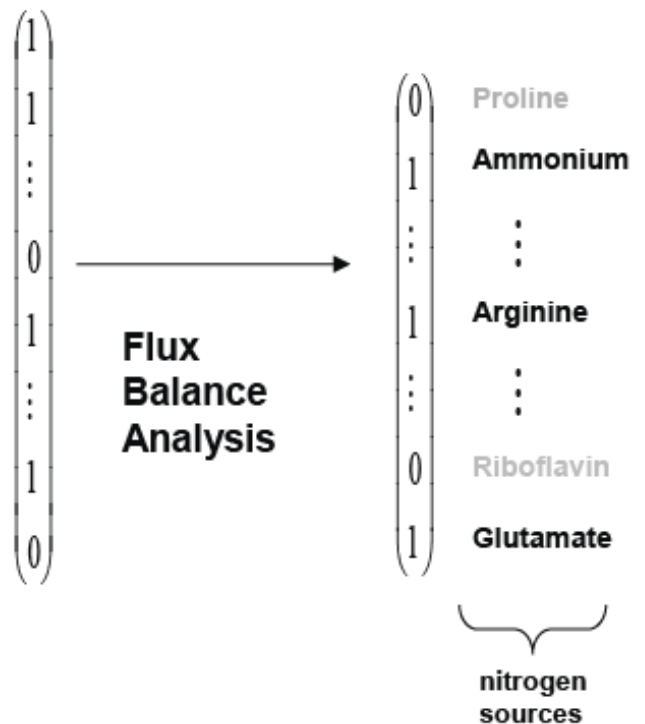 1
1
⋮
0
1
⋮
1
0
Flux
Balance
Analysis
0 Proline
1 Ammonium
⋮ ⋮
1 Arginine
⋮ ⋮
0 Riboflavin
1 Glutamate
nitrogen
sources